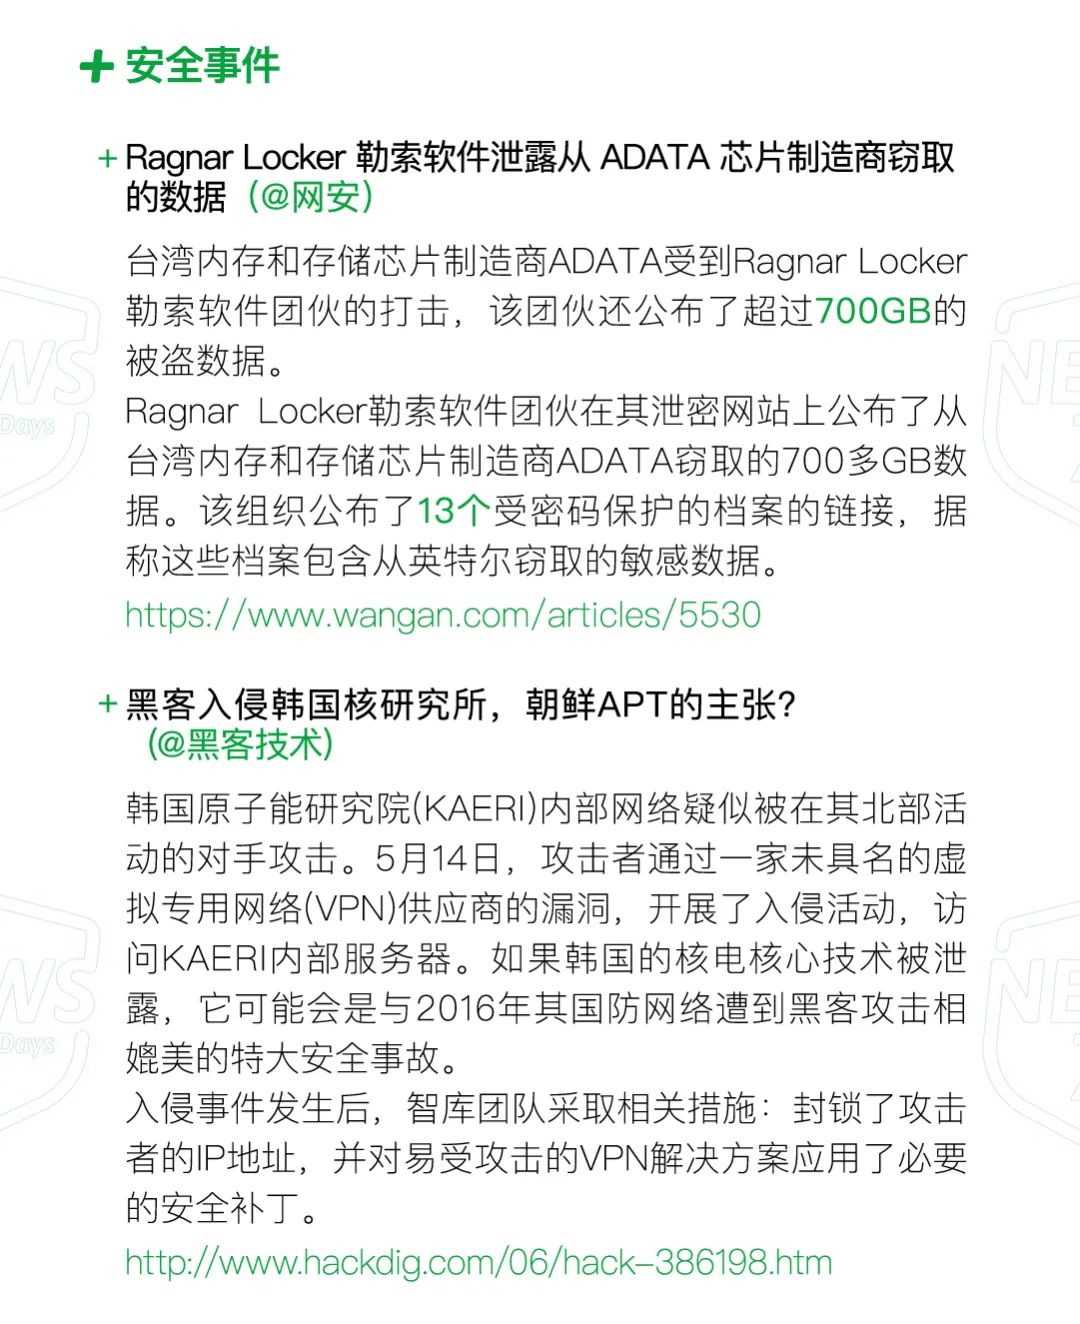 + 安全事件
+ Ragnar Locker 勒索软件泄露从 ADATA 芯片制造商窃取
的数据（@网安）
台湾内存和存储芯片制造商ADATA受到Ragnar Locker
勒索软件团伙的打击，该团伙还公布了超过700GB的
被盗数据。
Ragnar Locker勒索软件团伙在其泄密网站上公布了从
台湾内存和存储芯片制造商ADATA窃取的700多GB数
据。该组织公布了13个受密码保护的档案的链接，据
称这些档案包含从英特尔窃取的敏感数据。
https://www.wangan.com/articles/5530
+ 黑客入侵韩国核研究所，朝鲜APT的主张？
（@黑客技术）
韩国原子能研究院(KAERI)内部网络疑似被在其北部活
动的对手攻击。5月14日，攻击者通过一家未具名的虚
拟专用网络(VPN)供应商的漏洞，开展了入侵活动，访
问KAERI内部服务器。如果韩国的核电核心技术被泄
露，它可能会是与2016年其国防网络遭到黑客攻击相
媲美的特大安全事故。
入侵事件发生后，智库团队采取相关措施：封锁了攻击
者的IP地址，并对易受攻击的VPN解决方案应用了必要
的安全补丁。
http://www.hackdig.com/06/hack-386198.htm
WS
Days
NE
WS
Days
NE